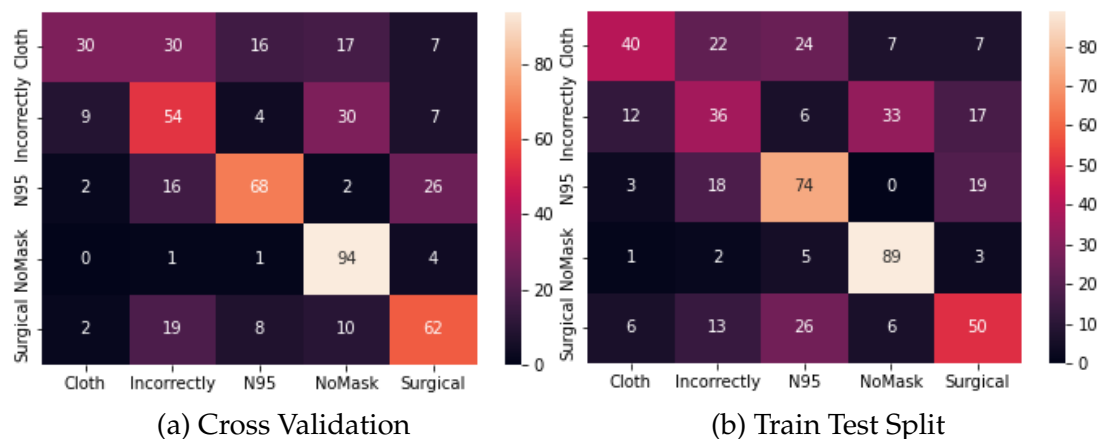 Cloth 30 30 16 17 7
Incorrectly 9 54 4 30 7
N95 2 16 68 2 26
NoMask 0 1 1 94 4
Surgical 2 19 8 10 62
Cloth Incorrectly N95 NoMask Surgical
80
60
40
20
0
(a) Cross Validation
Cloth 40 22 24 7 7
Incorrectly 12 36 6 33 17
N95 3 18 74 0 19
NoMask 1 2 5 89 3
Surgical 6 13 26 6 50
Cloth Incorrectly N95 NoMask Surgical
80
70
60
50
40
30
20
10
0
(b) Train Test Split